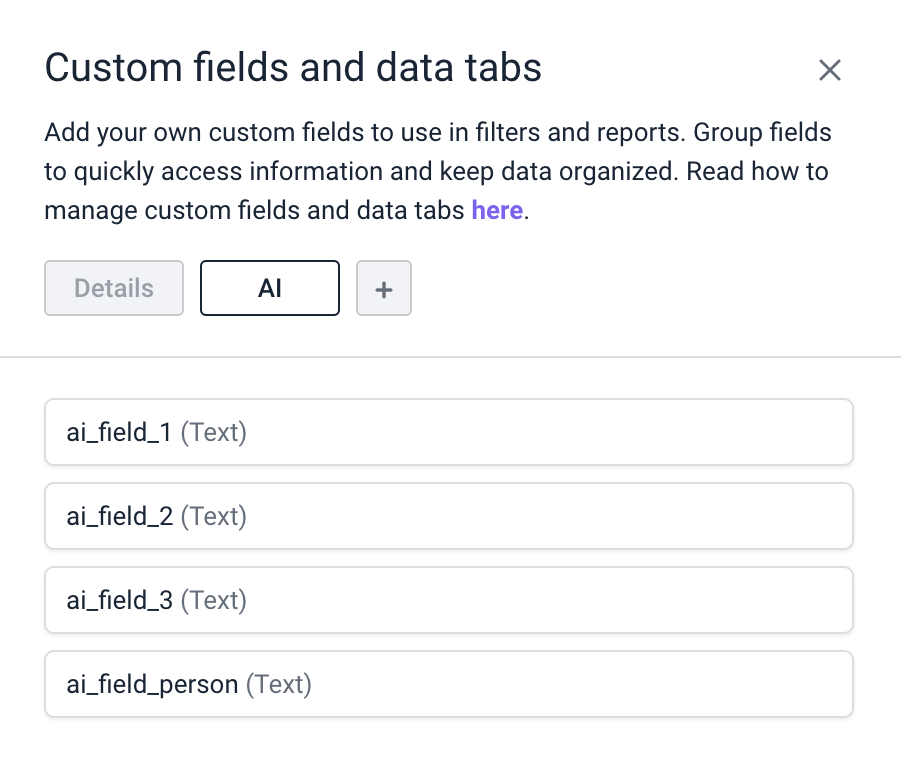 Custom fields and data tabs
Add your own custom fields to use in filters and reports. Group fields
to quickly access information and keep data organized. Read how to
manage custom fields and data tabs here.
Details AI +
ai_field_1 (Text)
ai_field_2 (Text)
ai_field_3 (Text)
ai_field_person (Text)